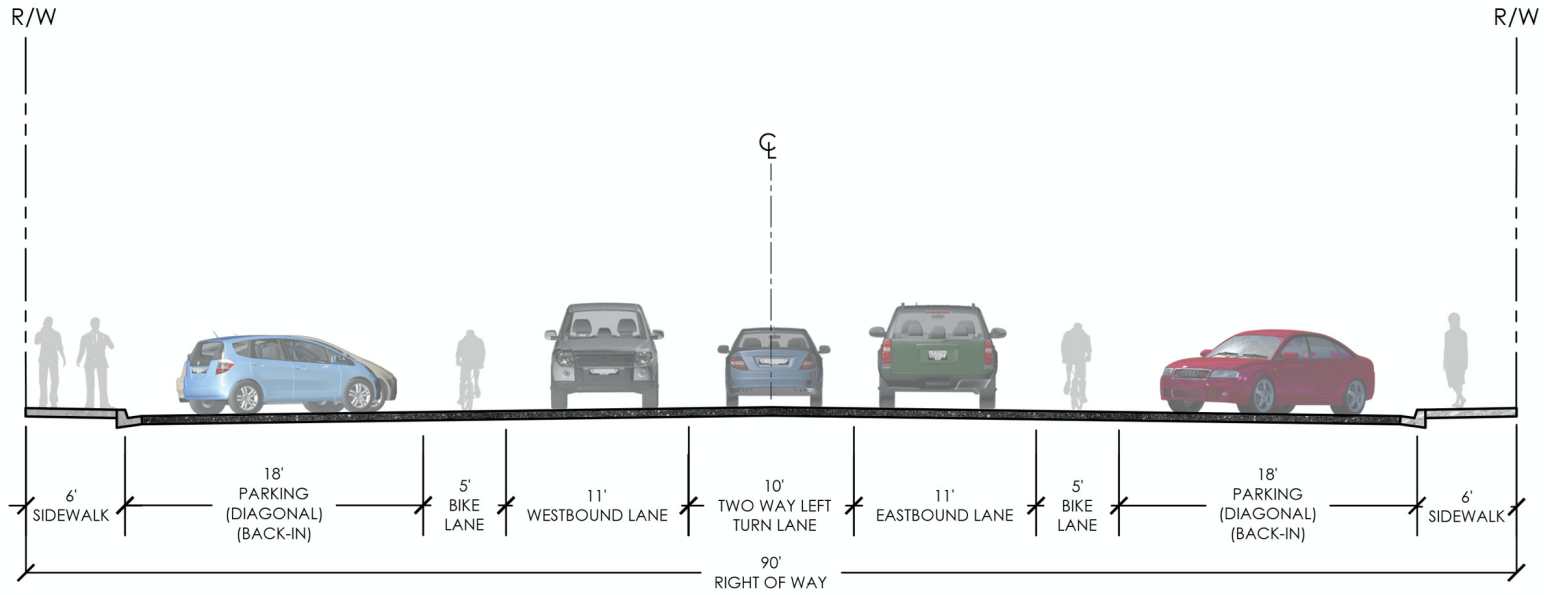 R/W
R/W
℄
6'
SIDEWALK
18'
PARKING
(DIAGONAL)
(BACK-IN)
5'
BIKE
LANE
11'
WESTBOUND LANE
10'
TWO WAY LEFT
TURN LANE
11'
EASTBOUND LANE
5'
BIKE
LANE
18'
PARKING
(DIAGONAL)
(BACK-IN)
6'
SIDEWALK
90'
RIGHT OF WAY